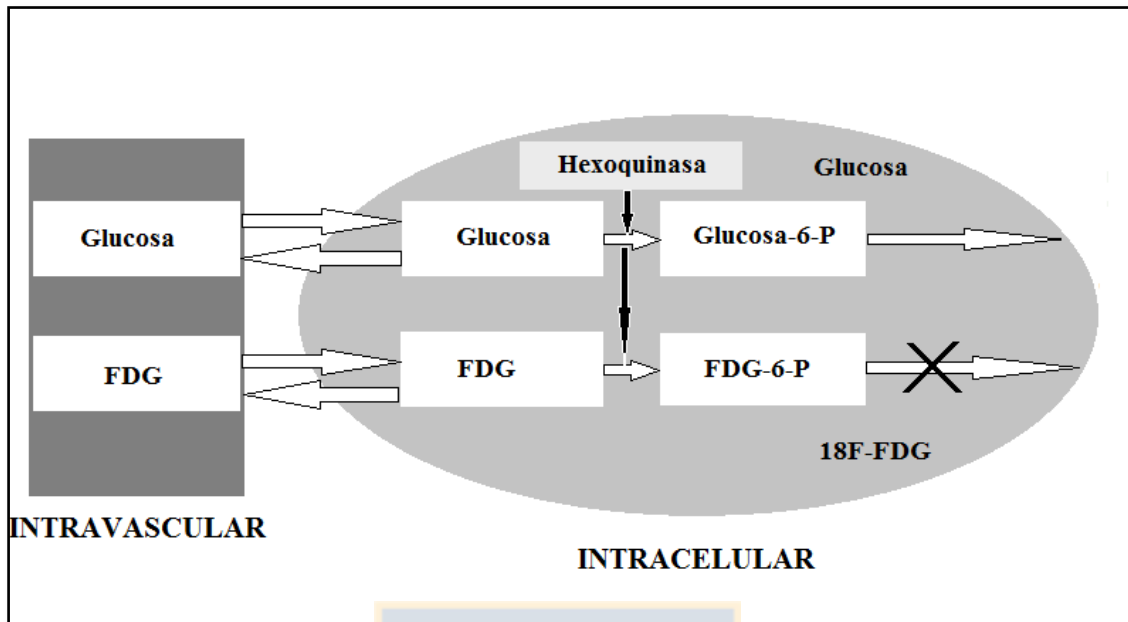 Hexoquinasa
Glucosa
Glucosa
Glucosa
Glucosa-6-P
FDG
FDG
FDG-6-P
18F-FDG
INTRAVASCULAR
INTRACELULAR